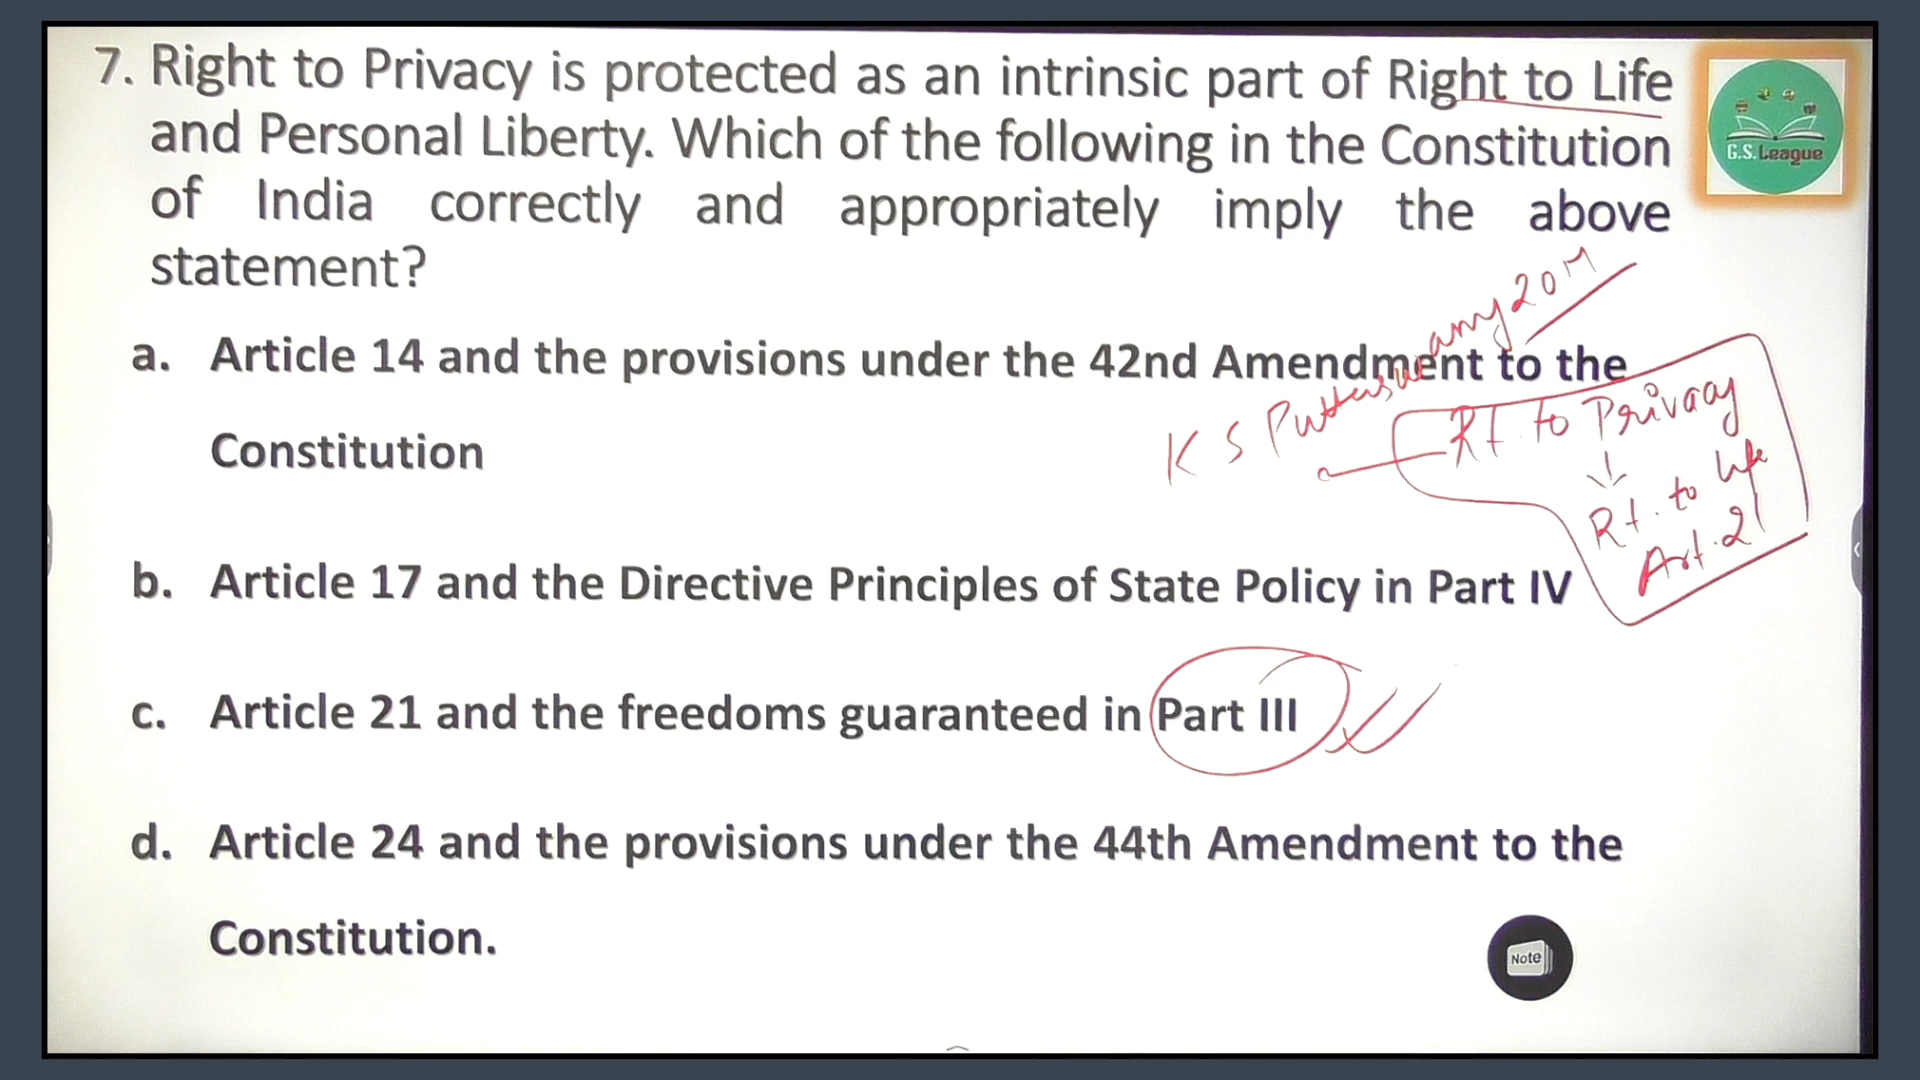 7. Right to Privacy is protected as an intrinsic part of Right to Life
and Personal Liberty. Which of the following in the Constitution
of India correctly and appropriately imply the above
statement?
G.S. League
a. Article 14 and the provisions under the 42nd Amendment to the
Constitution
K S Puttaswamy 2017
Rt. to Privacy
Rt. to life
Art. 21
b. Article 17 and the Directive Principles of State Policy in Part IV
c. Article 21 and the freedoms guaranteed in Part III
d. Article 24 and the provisions under the 44th Amendment to the
Constitution.
Note